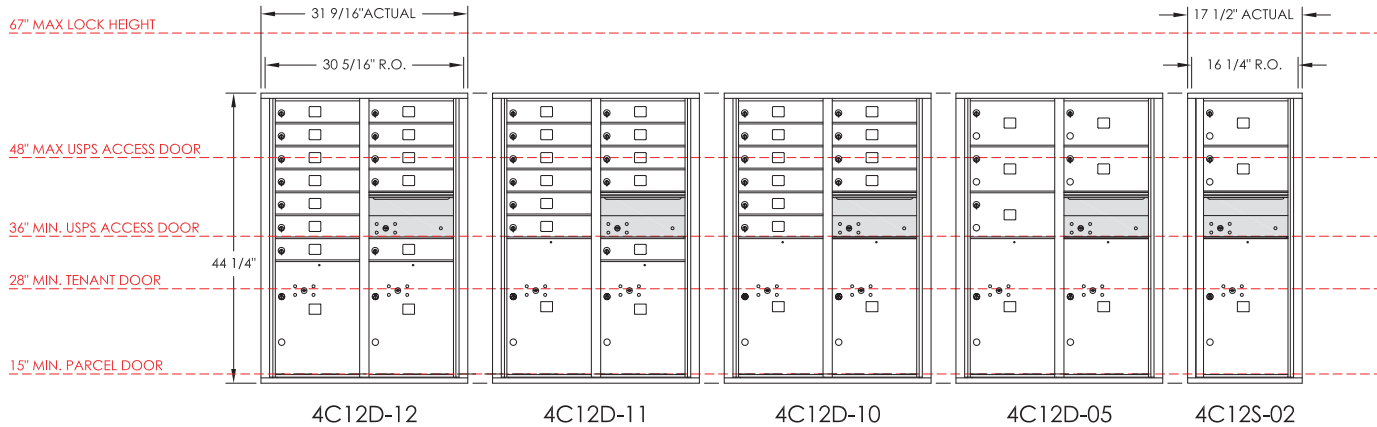 31 9/16"ACTUAL
17 1/2" ACTUAL
67" MAX LOCK HEIGHT
30 5/16" R.O.
16 1/4" R.O.
48" MAX USPS ACCESS DOOR
36" MIN. USPS ACCESS DOOR
44 1/4"
28" MIN. TENANT DOOR
15" MIN. PARCEL DOOR
4C12D-12
4C12D-11
4C12D-10
4C12D-05
4C12S-02